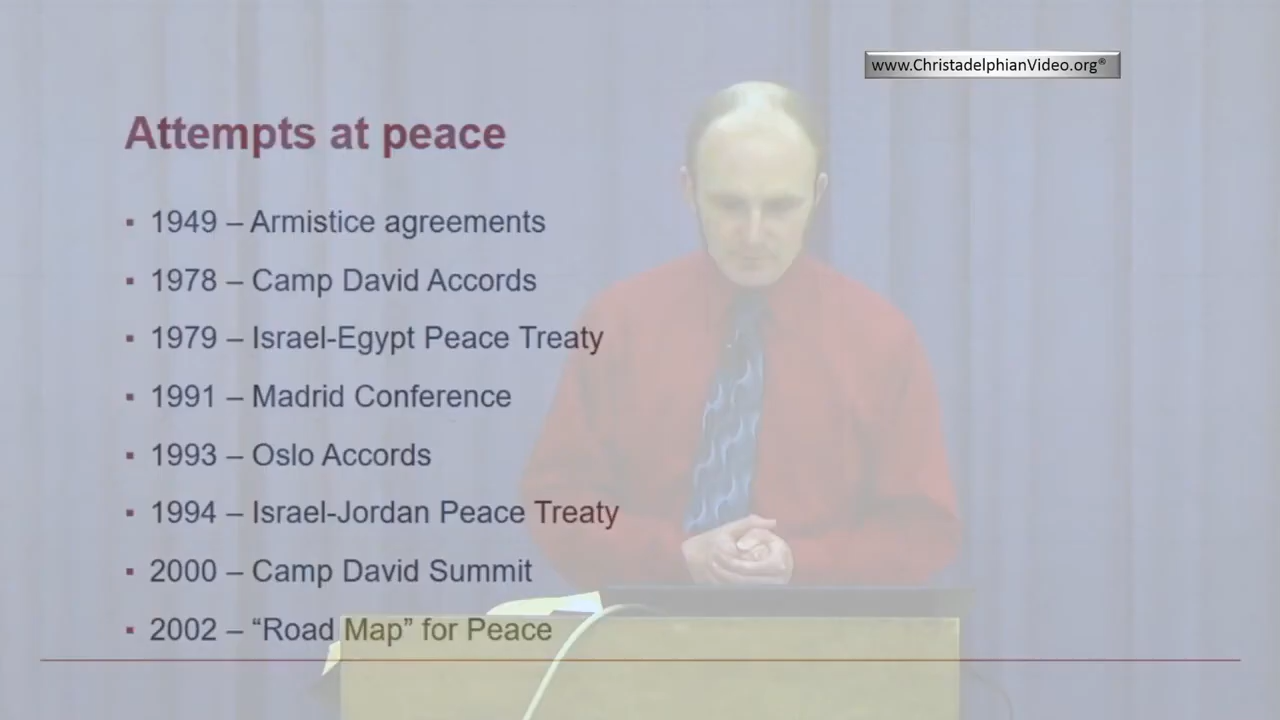 www.ChristadelphianVideo.org®
Attempts at peace
▪ 1949 – Armistice agreements
▪ 1978 – Camp David Accords
▪ 1979 – Israel-Egypt Peace Treaty
▪ 1991 – Madrid Conference
▪ 1993 – Oslo Accords
▪ 1994 – Israel-Jordan Peace Treaty
▪ 2000 – Camp David Summit
▪ 2002 – “Road Map” for Peace